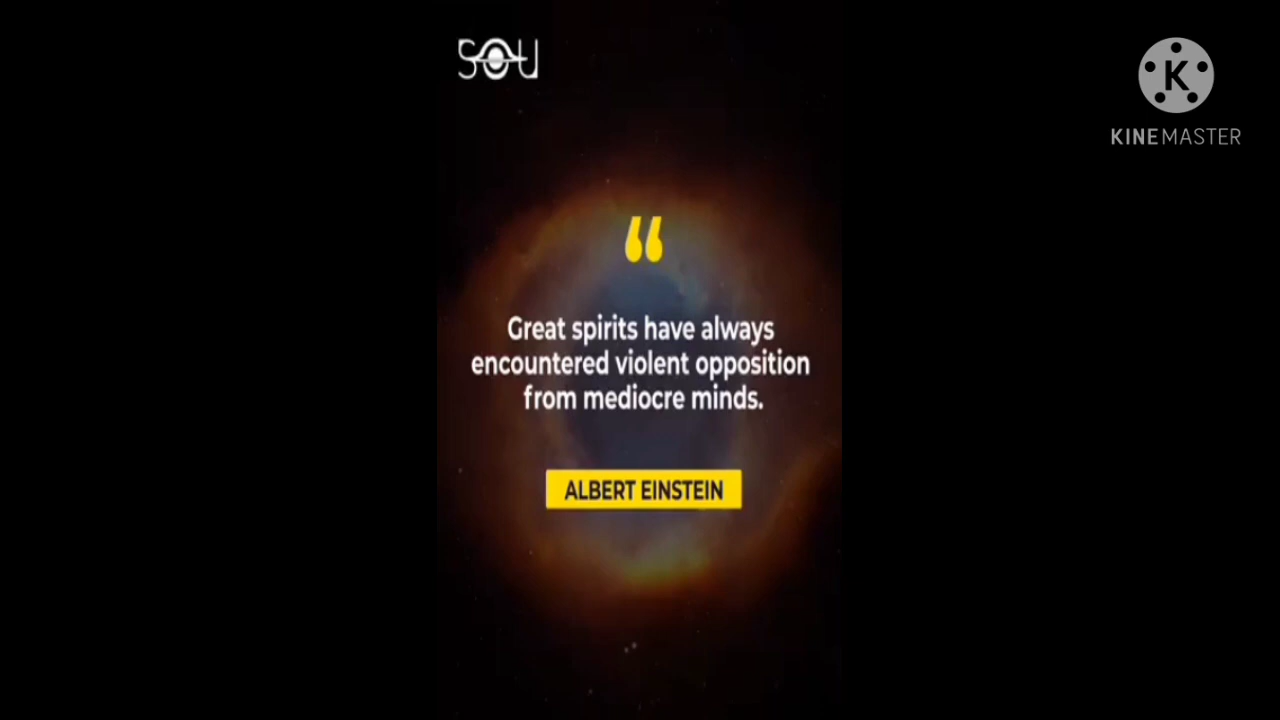 SOU
K
KINEMASTER
“
Great spirits have always
encountered violent opposition
from mediocre minds.
ALBERT EINSTEIN